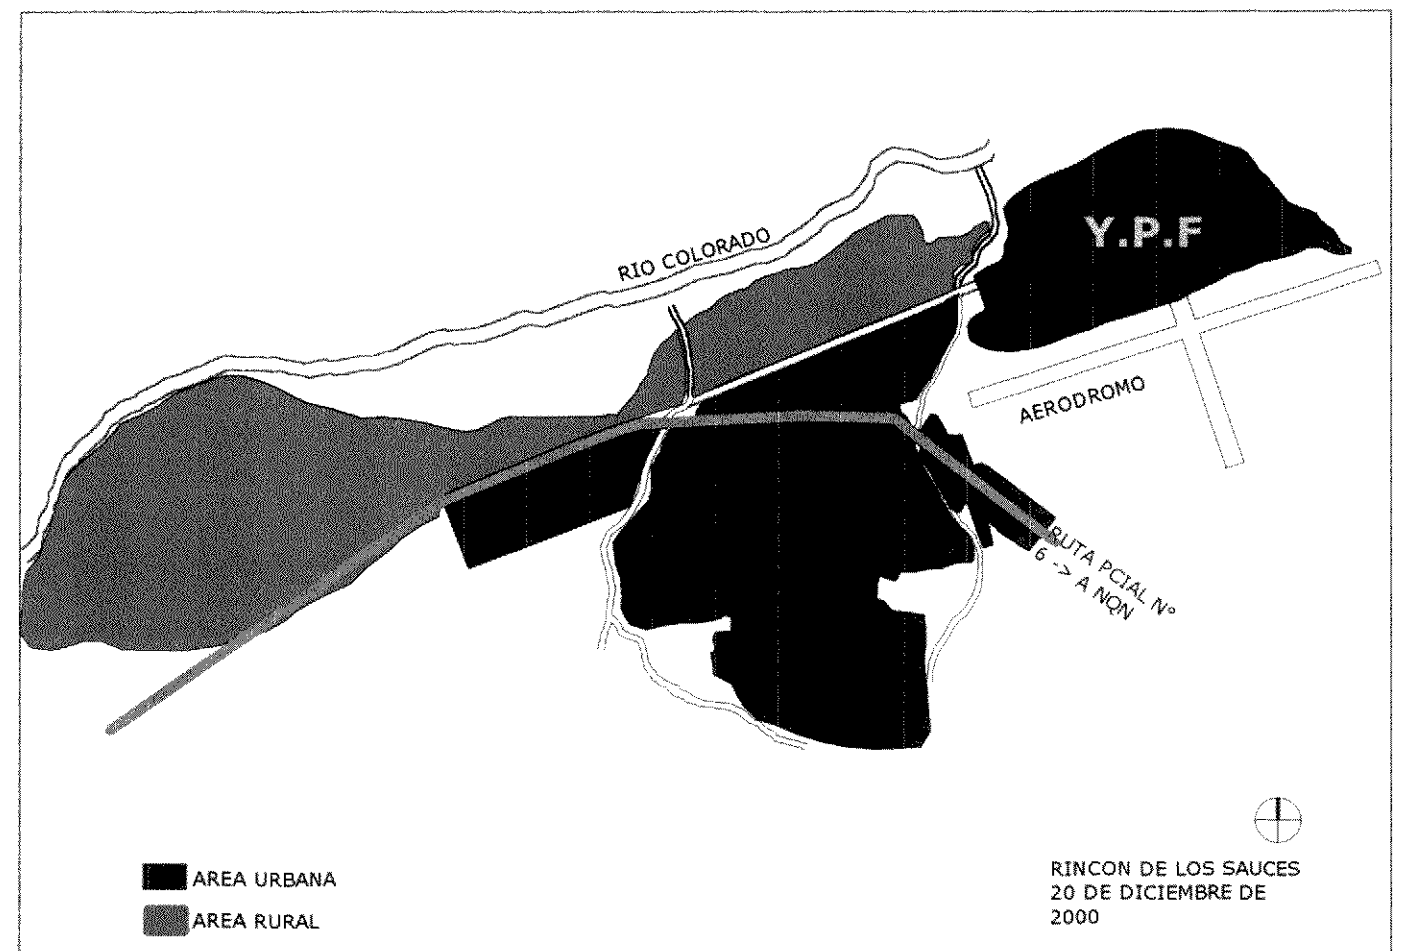 Y.P.F
RIO COLORADO
AERODROMO
RUTA PCIAL N°
6 -> A NQN
AREA URBANA
AREA RURAL
RINCON DE LOS SAUCES
20 DE DICIEMBRE DE
2000